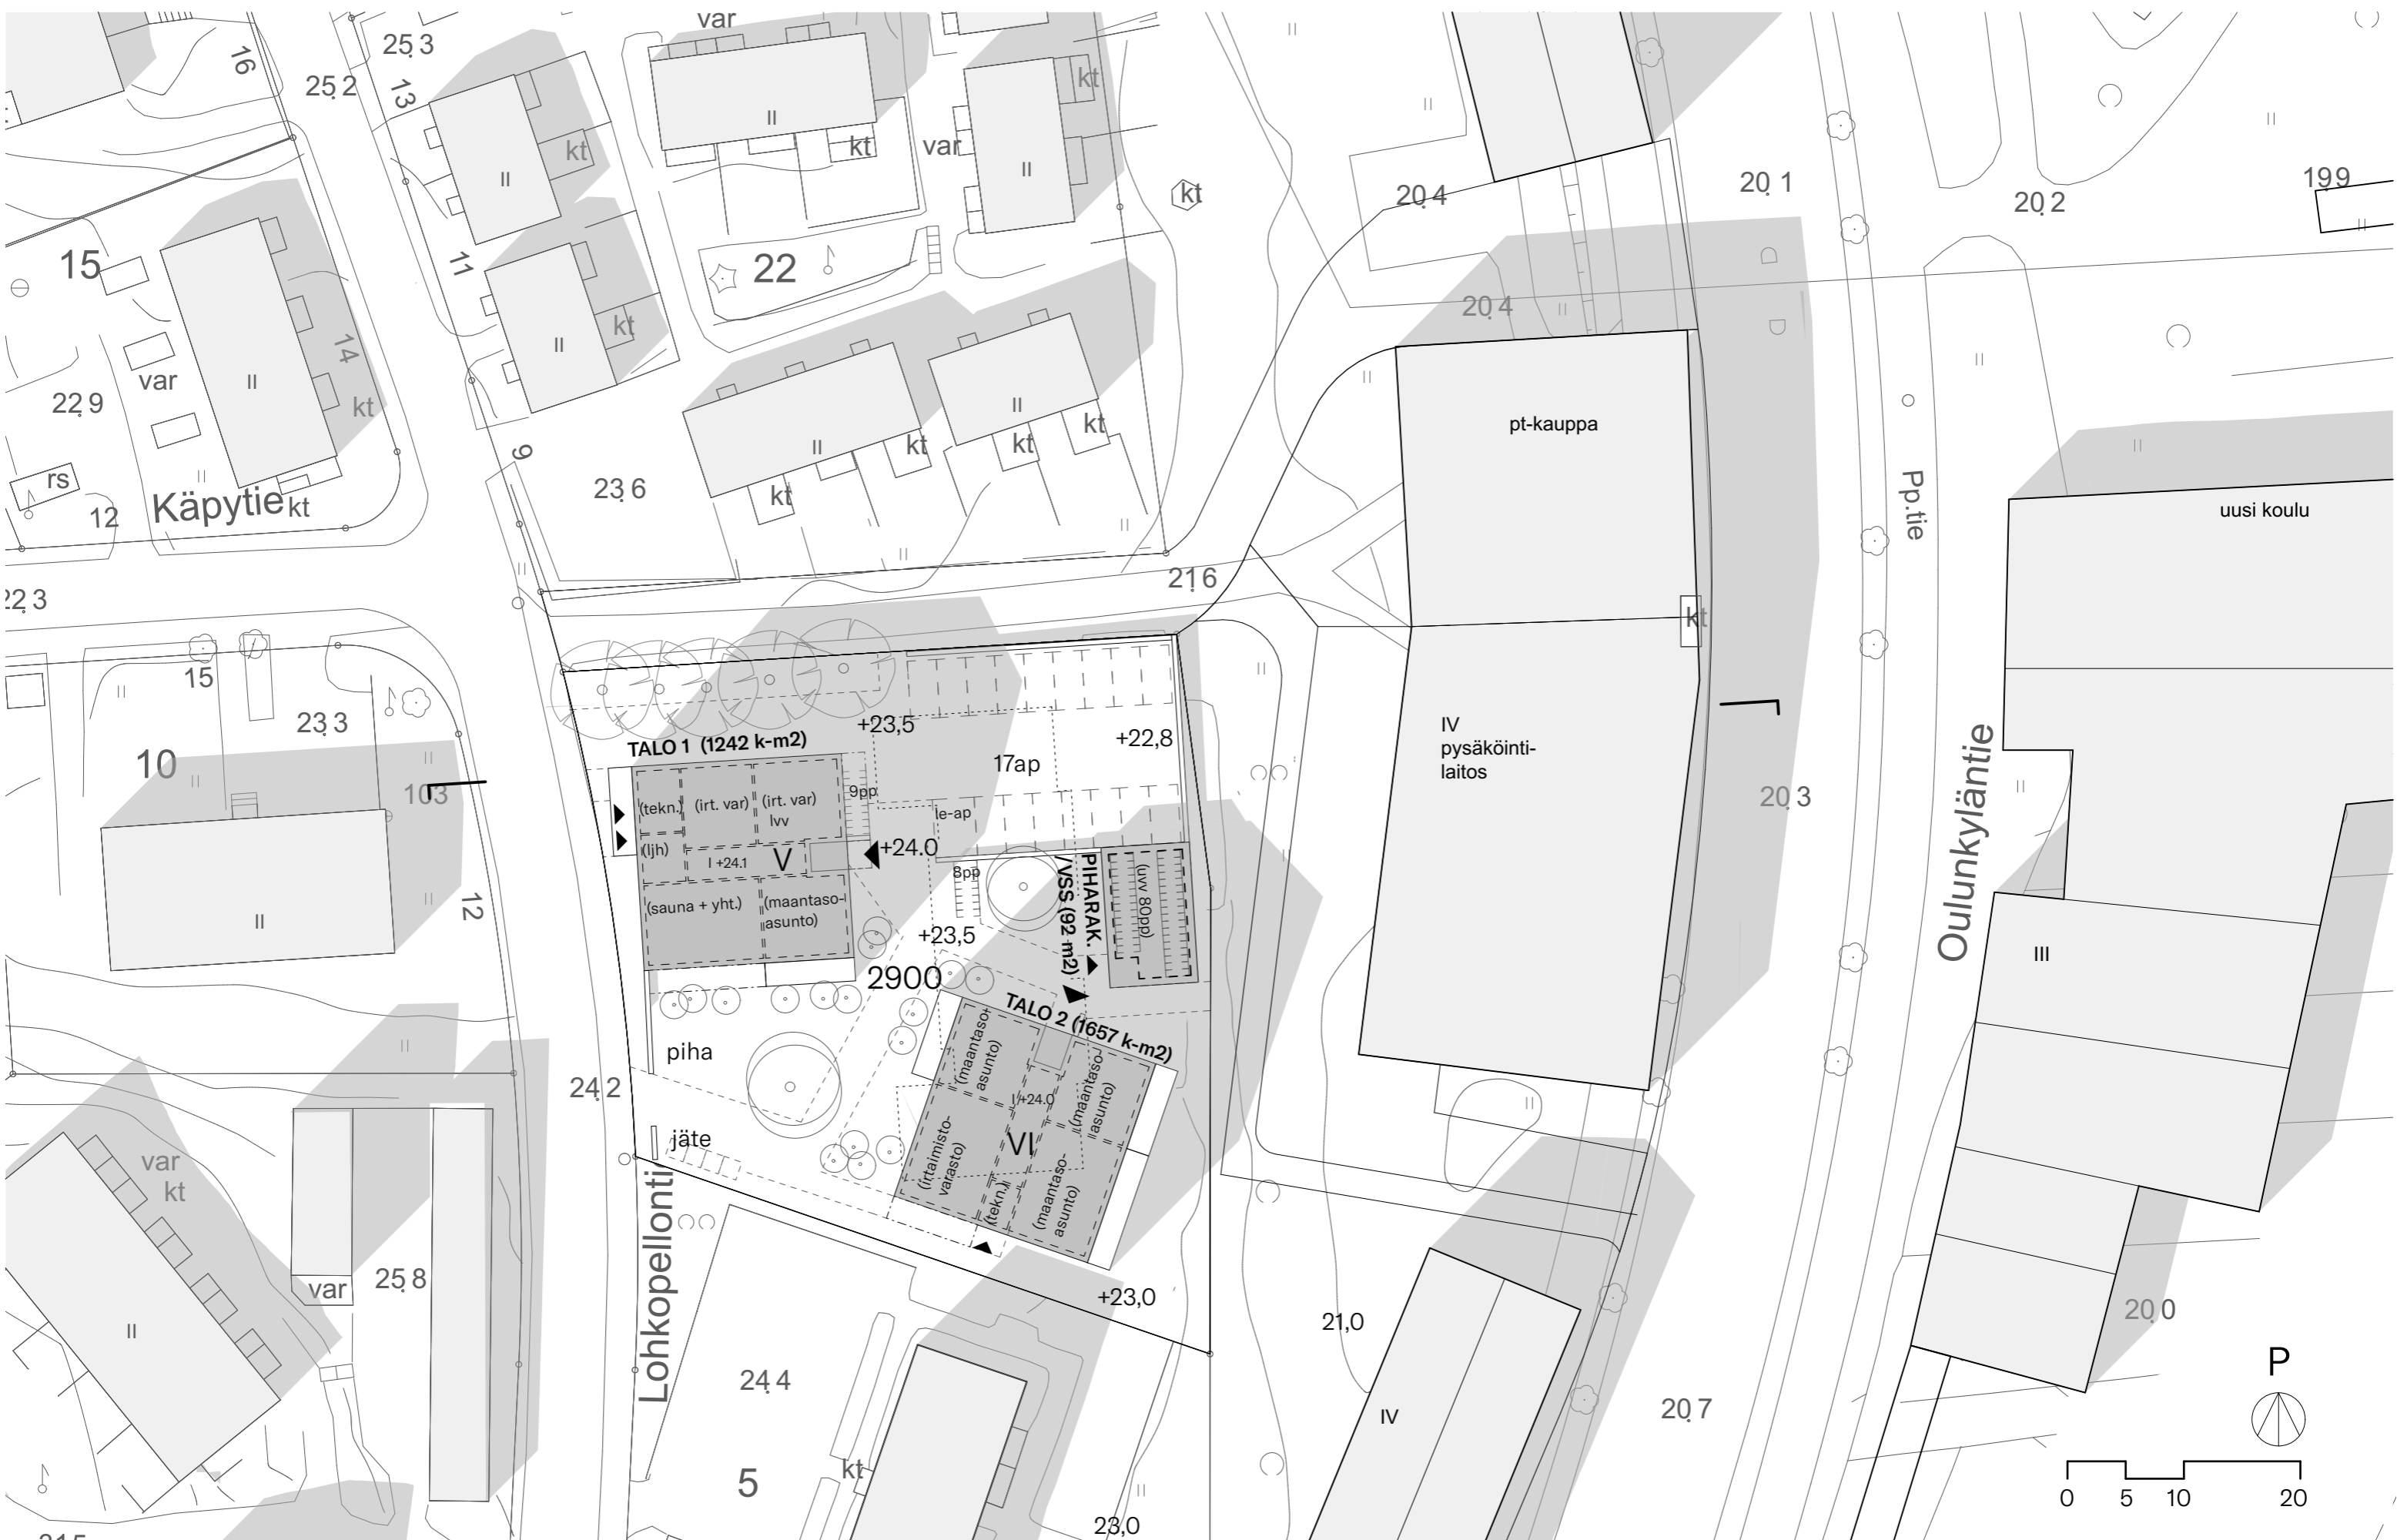 var
25,3
16
25,2
13
kt
II
kt
II
kt
var
II
kt
20,4
20,1
20,2
19,9
15
11
22
14
II
kt
II
20,4
var
II
kt
22,9
II
kt
kt
II
kt
pt-kauppa
9
rs
12
Käpytie
kt
23,6
kt
Pp.tie
uusi koulu
21,6
22,3
kt
15
23,3
10
103
+23,5
+22,8
TALO 1 (1242 k-m2)
17ap
IV
pysäköinti-
laitos
20,3
(tekn.)
(irt. var)
(irt. var)
lvv
9pp
le-ap
(ljh)
I +24.1
V
+24.0
8pp
PIHARAK.
/VSS (92 m2)
(uvv 80pp)
(sauna + yht.)
(maantaso-
asunto)
+23,5
2900
12
II
Oulunkyläntie
III
TALO 2 (1657 k-m2)
(maantaso-
asunto)
(maantaso-
asunto)
I +24.0
VI
(irtaimisto-
varasto)
(tekn.)
(maantaso-
asunto)
piha
24,2
jäte
Lohkopellontie
var
kt
var
25,8
II
+23,0
21,0
20,0
24,4
IV
20,7
P
5
kt
23,0
0 5 10 20